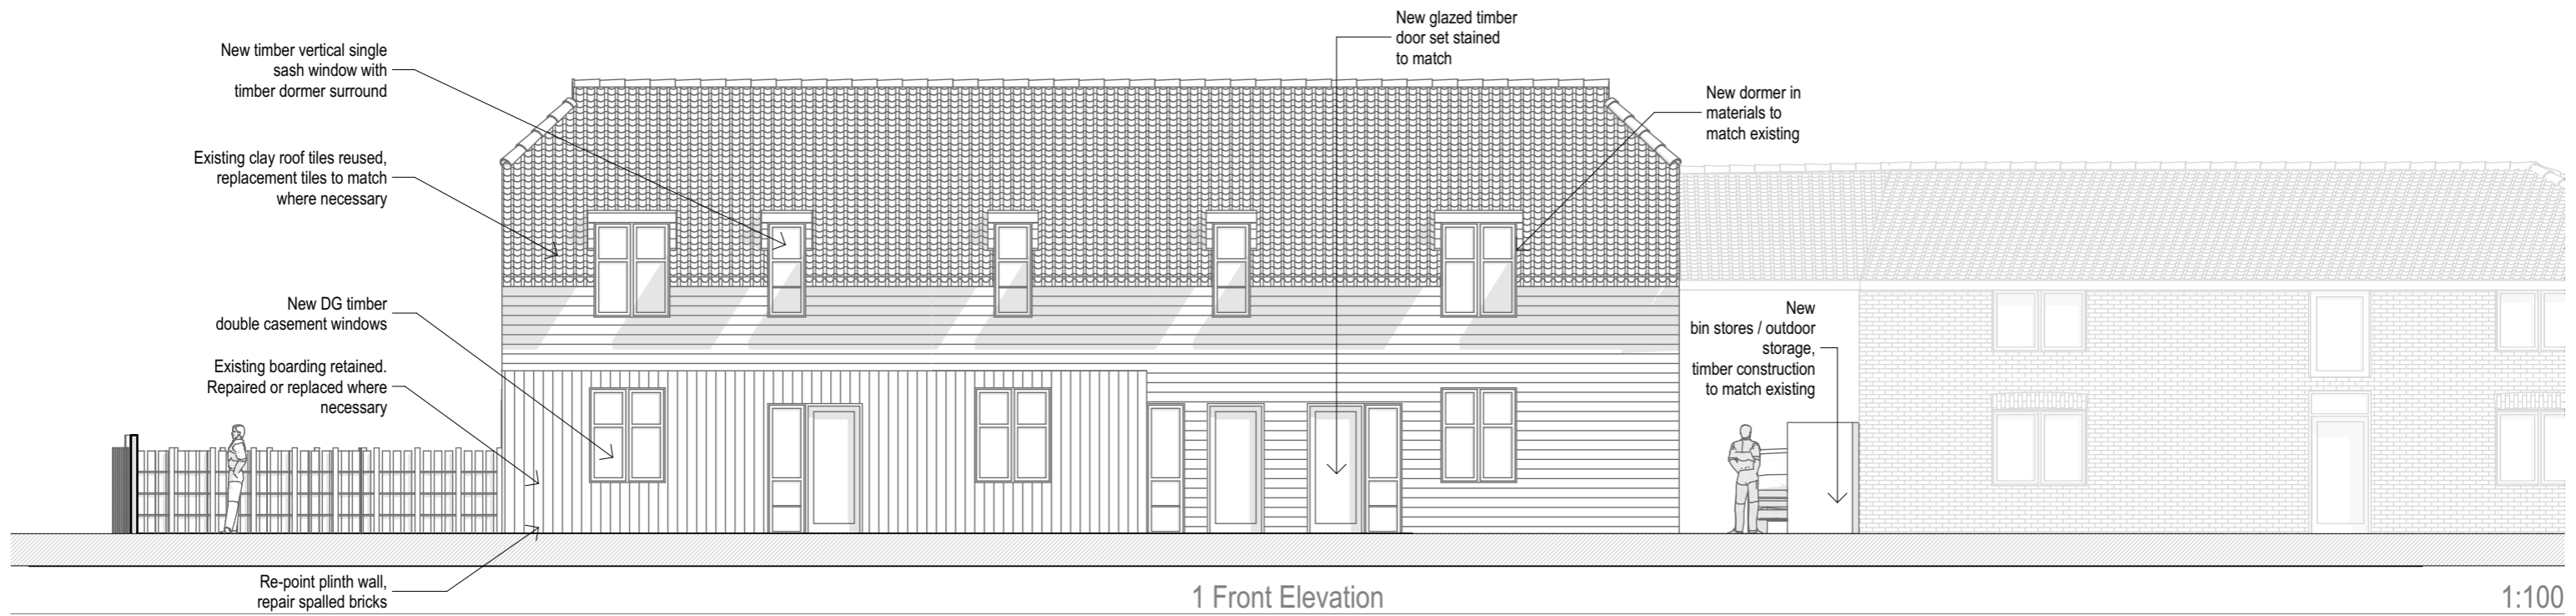 New timber vertical single
sash window with
timber dormer surround
Existing clay roof tiles reused,
replacement tiles to match
where necessary
New DG timber
double casement windows
Existing boarding retained.
Repaired or replaced where
necessary
Re-point plinth wall,
repair spalled bricks
New glazed timber
door set stained
to match
New dormer in
materials to
match existing
New
bin stores / outdoor
storage,
timber construction
to match existing
1 Front Elevation
1:100